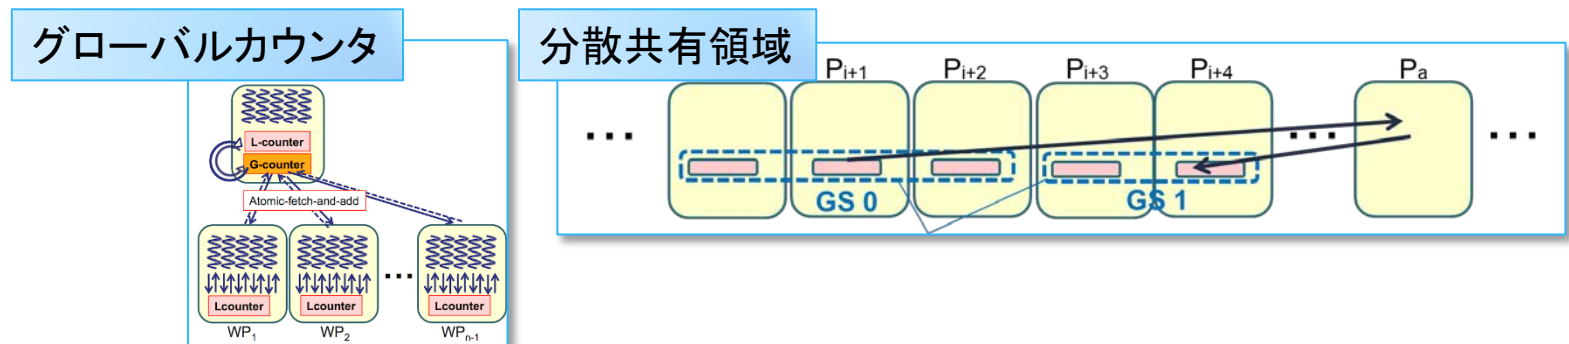 グローバルカウンタ
L-counter
G-counter
Atomic-fetch-and-add
Lcounter Lcounter ... Lcounter
WP1 WP2 WPn-1
分散共有領域
Pi+1 Pi+2 Pi+3 Pi+4 Pa
... ... ...
GS 0 GS 1